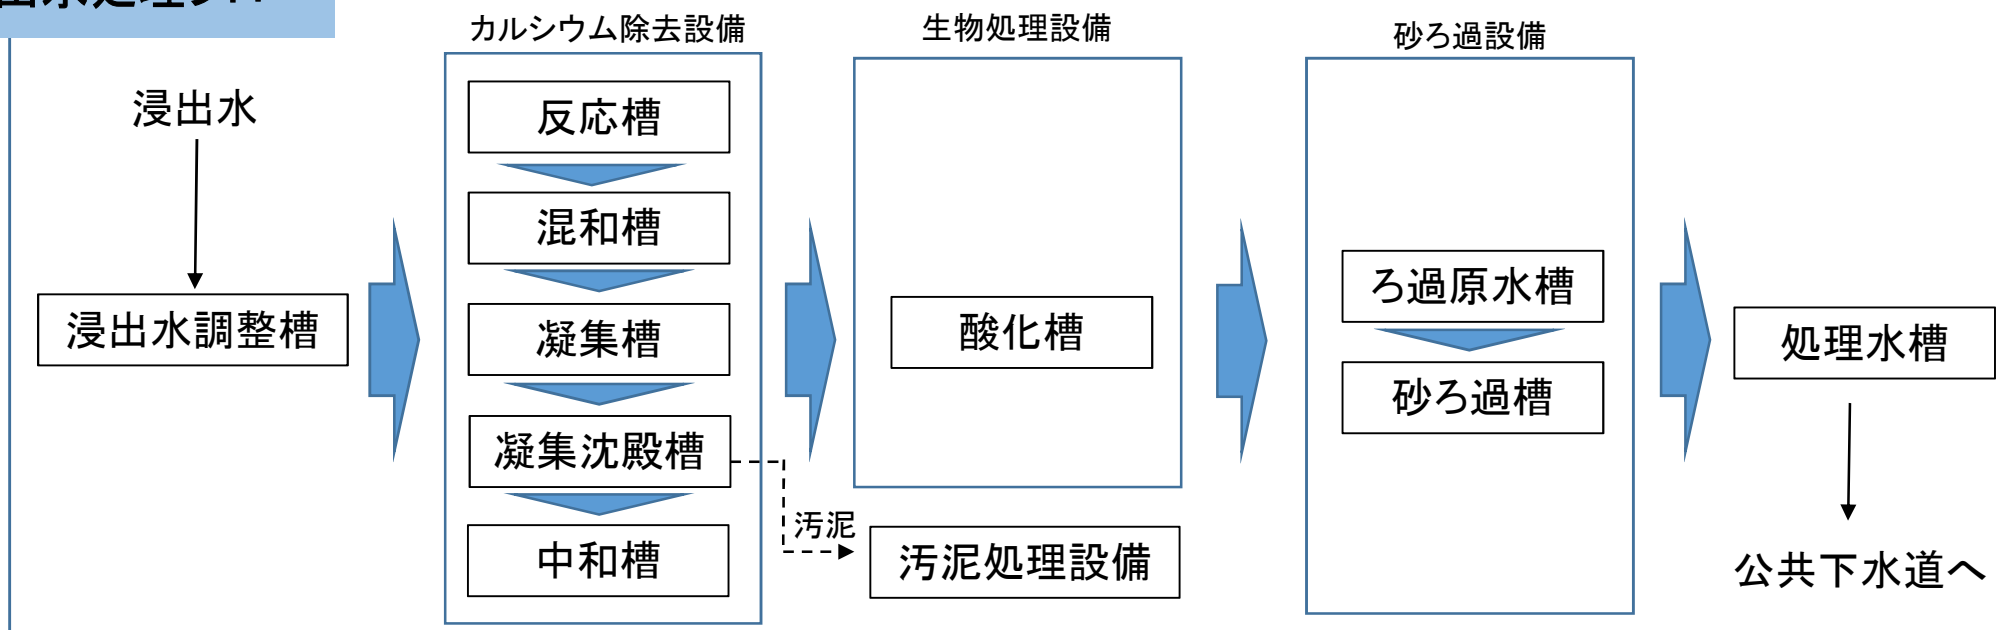 カルシウム除去設備
生物処理設備
砂ろ過設備
浸出水
浸出水調整槽
反応槽
混和槽
凝集槽
凝集沈殿槽
中和槽
酸化槽
汚泥
汚泥処理設備
ろ過原水槽
砂ろ過槽
処理水槽
公共下水道へ